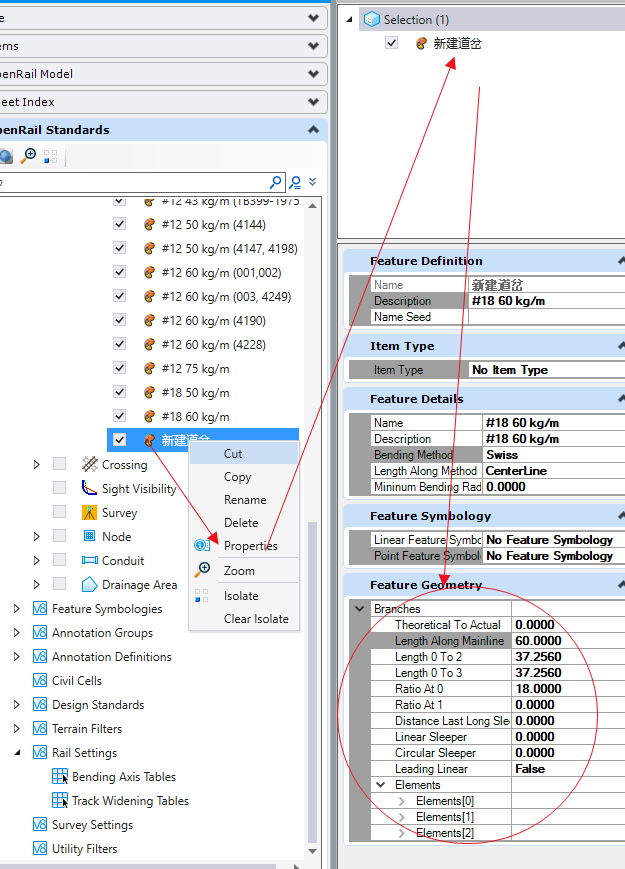 e
ems
penRail Model
eet Index
penRail Standards
#12 43 kg/m (TB399-1975
#12 50 kg/m (4144)
#12 50 kg/m (4147, 4198)
#12 60 kg/m (001,002)
#12 60 kg/m (003, 4249)
#12 60 kg/m (4190)
#12 60 kg/m (4228)
#12 75 kg/m
#18 50 kg/m
#18 60 kg/m
新建道岔
Crossing
Sight Visibility
Survey
Node
Conduit
Drainage Area
Feature Symbologies
Annotation Groups
Annotation Definitions
Civil Cells
Design Standards
Terrain Filters
Rail Settings
Bending Axis Tables
Track Widening Tables
Survey Settings
Utility Filters
Cut
Copy
Rename
Delete
Properties
Zoom
Isolate
Clear Isolate
Selection (1)
新建道岔
Feature Definition
Name 新建道岔
Description #18 60 kg/m
Name Seed
Item Type
Item Type No Item Type
Feature Details
Name #18 60 kg/m
Description #18 60 kg/m
Bending Method Swiss
Length Along Method CenterLine
Minimum Bending Rad 0.0000
Feature Symbology
Linear Feature Symbc No Feature Symbology
Point Feature Symbol No Feature Symbology
Feature Geometry
Branches
Theoretical To Actual 0.0000
Length Along Mainline 60.0000
Length 0 To 2 37.2560
Length 0 To 3 37.2560
Ratio At 0 18.0000
Ratio At 1 0.0000
Distance Last Long Sle 0.0000
Linear Sleeper 0.0000
Circular Sleeper 0.0000
Leading Linear False
Elements
Elements[0]
Elements[1]
Elements[2]